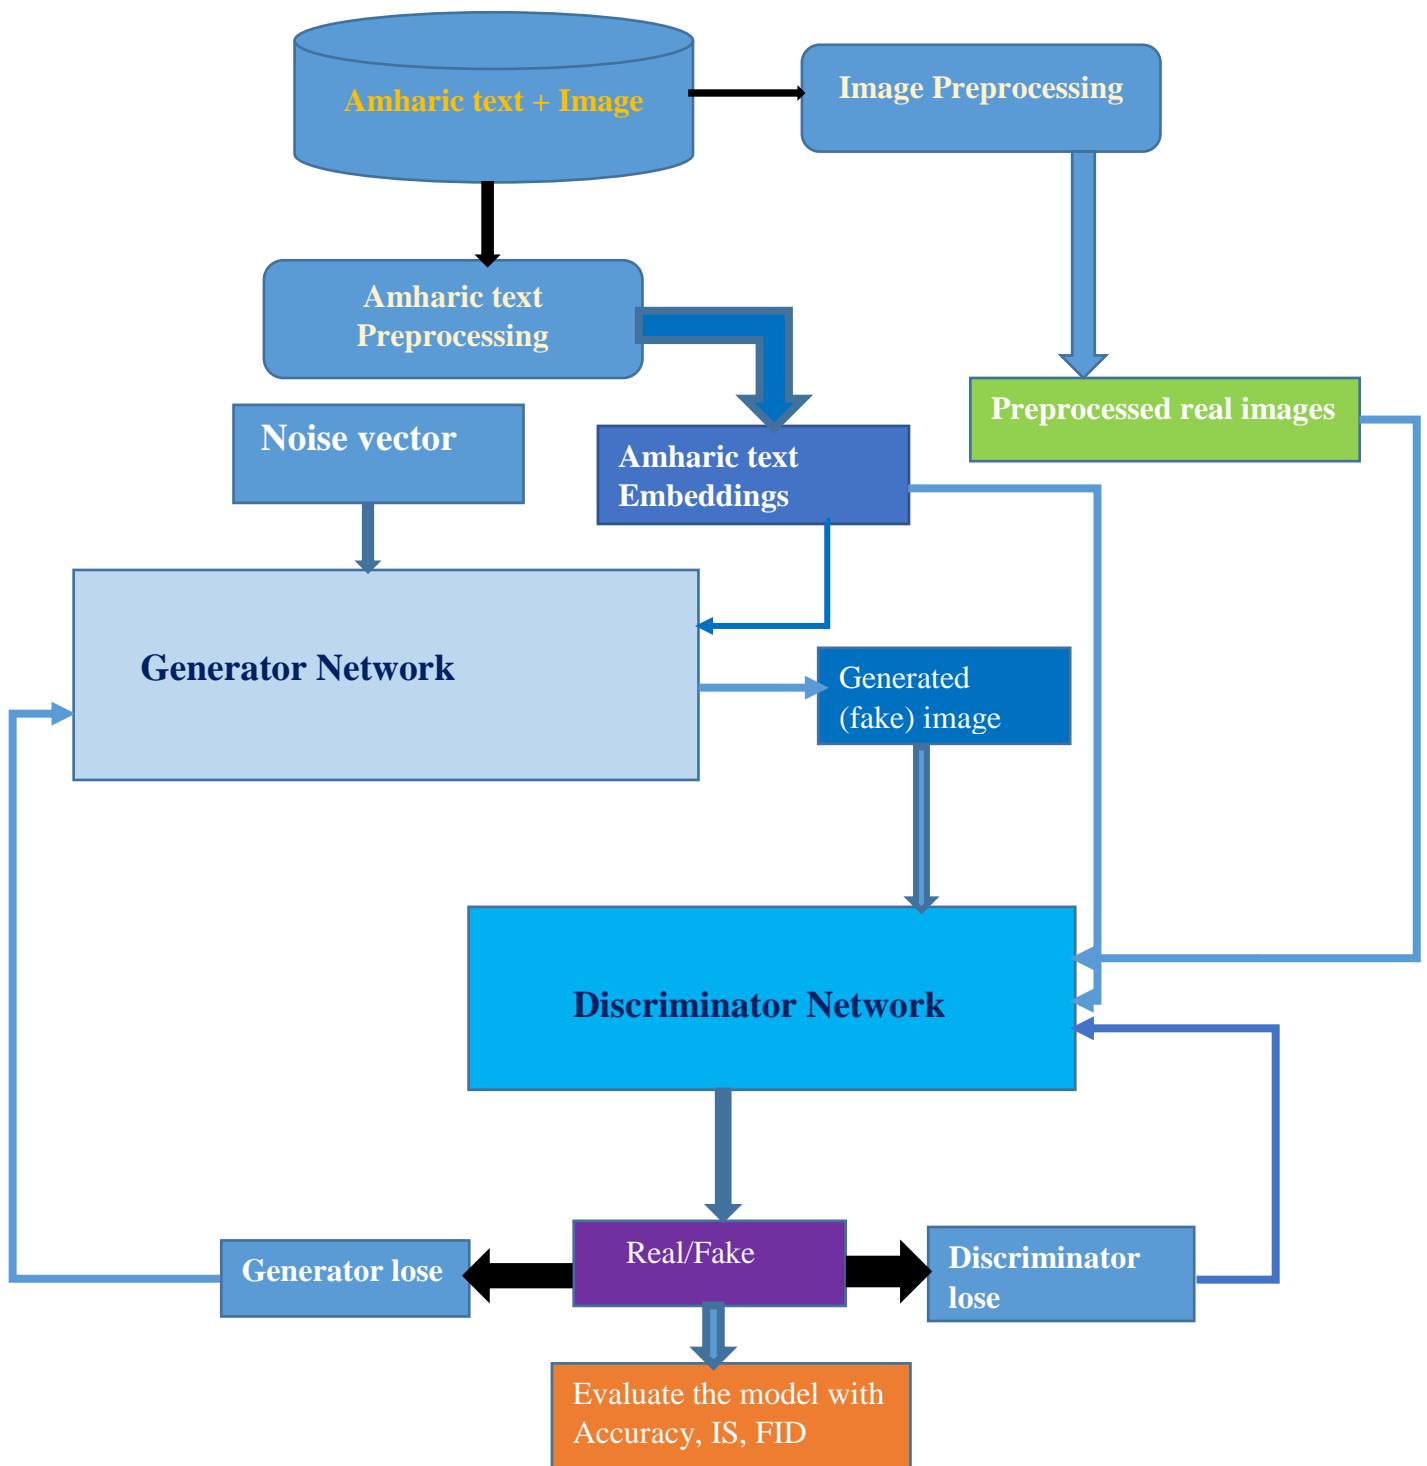 Amharic text + Image
Image Preprocessing
Amharic text
Preprocessing
Preprocessed real images
Noise vector
Amharic text
Embeddings
Generator Network
Generated
(fake) image
Discriminator Network
Real/Fake
Generator lose
Discriminator
lose
Evaluate the model with
Accuracy, IS, FID